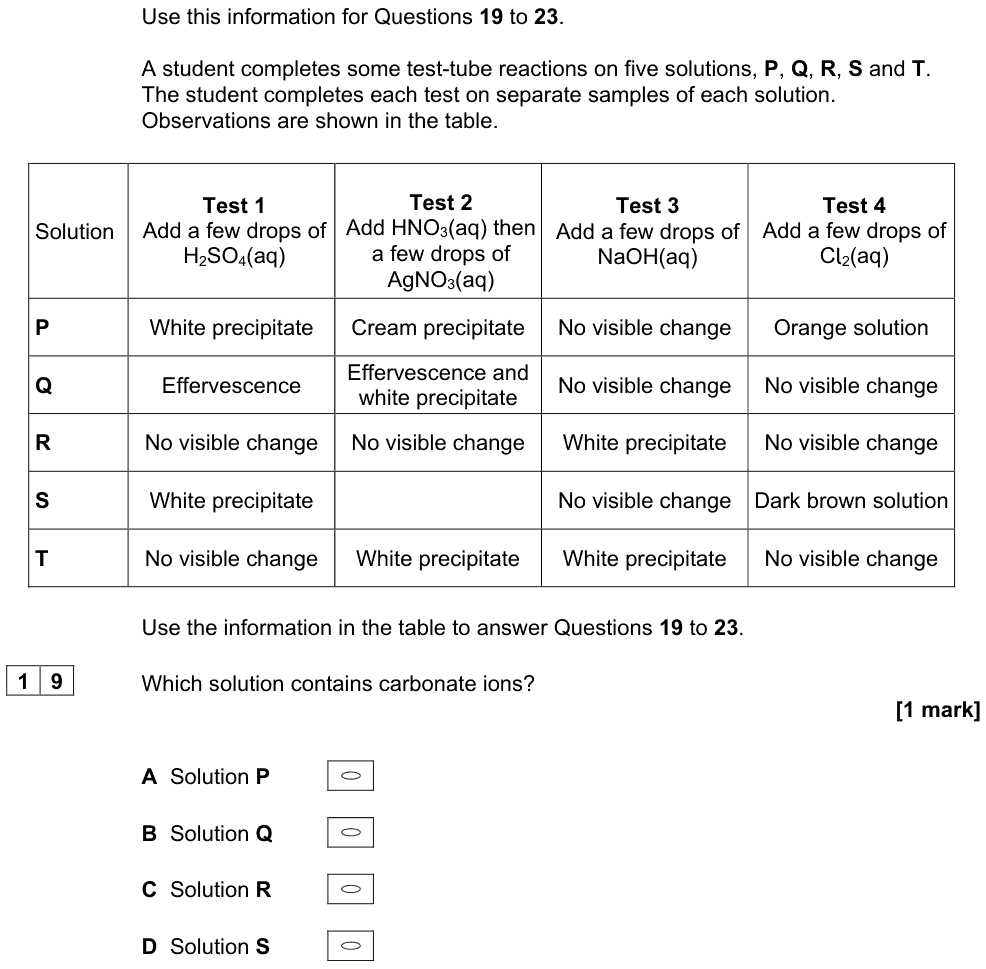 Use this information for Questions 19 to 23.
A student completes some test-tube reactions on five solutions, P, Q, R, S and T.
The student completes each test on separate samples of each solution.
Observations are shown in the table.
Solution
Test 1
Add a few drops of
H₂SO₄(aq)
Test 2
Add HNO₃(aq) then
a few drops of
AgNO₃(aq)
Test 3
Add a few drops of
NaOH(aq)
Test 4
Add a few drops of
Cl₂(aq)
P White precipitate Cream precipitate No visible change Orange solution
Q Effervescence Effervescence and white precipitate No visible change No visible change
R No visible change No visible change White precipitate No visible change
S White precipitate No visible change Dark brown solution
T No visible change White precipitate White precipitate No visible change
Use the information in the table to answer Questions 19 to 23.
1 9 Which solution contains carbonate ions?
[1 mark]
A Solution P
B Solution Q
C Solution R
D Solution S